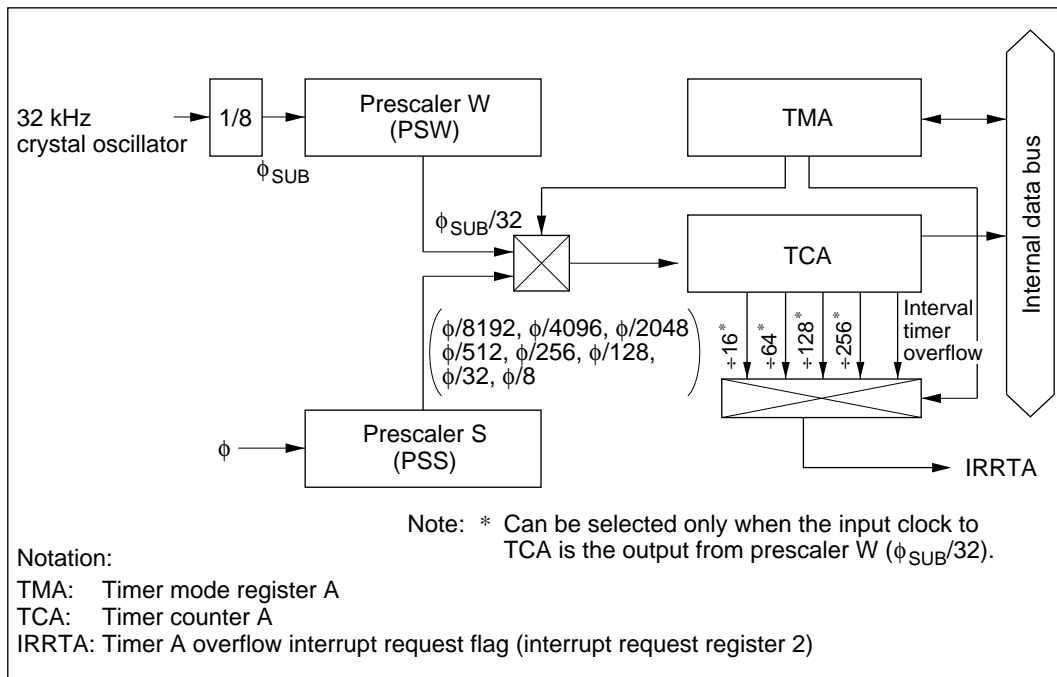 32 kHz
crystal oscillator
1/8
ϕSUB
Prescaler W
(PSW)
TMA
Internal data bus
ϕSUB/32
TCA
ϕ/8192, ϕ/4096, ϕ/2048
ϕ/512, ϕ/256, ϕ/128,
ϕ/32, ϕ/8
÷16*
÷64*
÷128*
÷256*
Interval
timer
overflow
ϕ
Prescaler S
(PSS)
IRRTA
Note: * Can be selected only when the input clock to
TCA is the output from prescaler W (ϕSUB/32).
Notation:
TMA: Timer mode register A
TCA: Timer counter A
IRRTA: Timer A overflow interrupt request flag (interrupt request register 2)